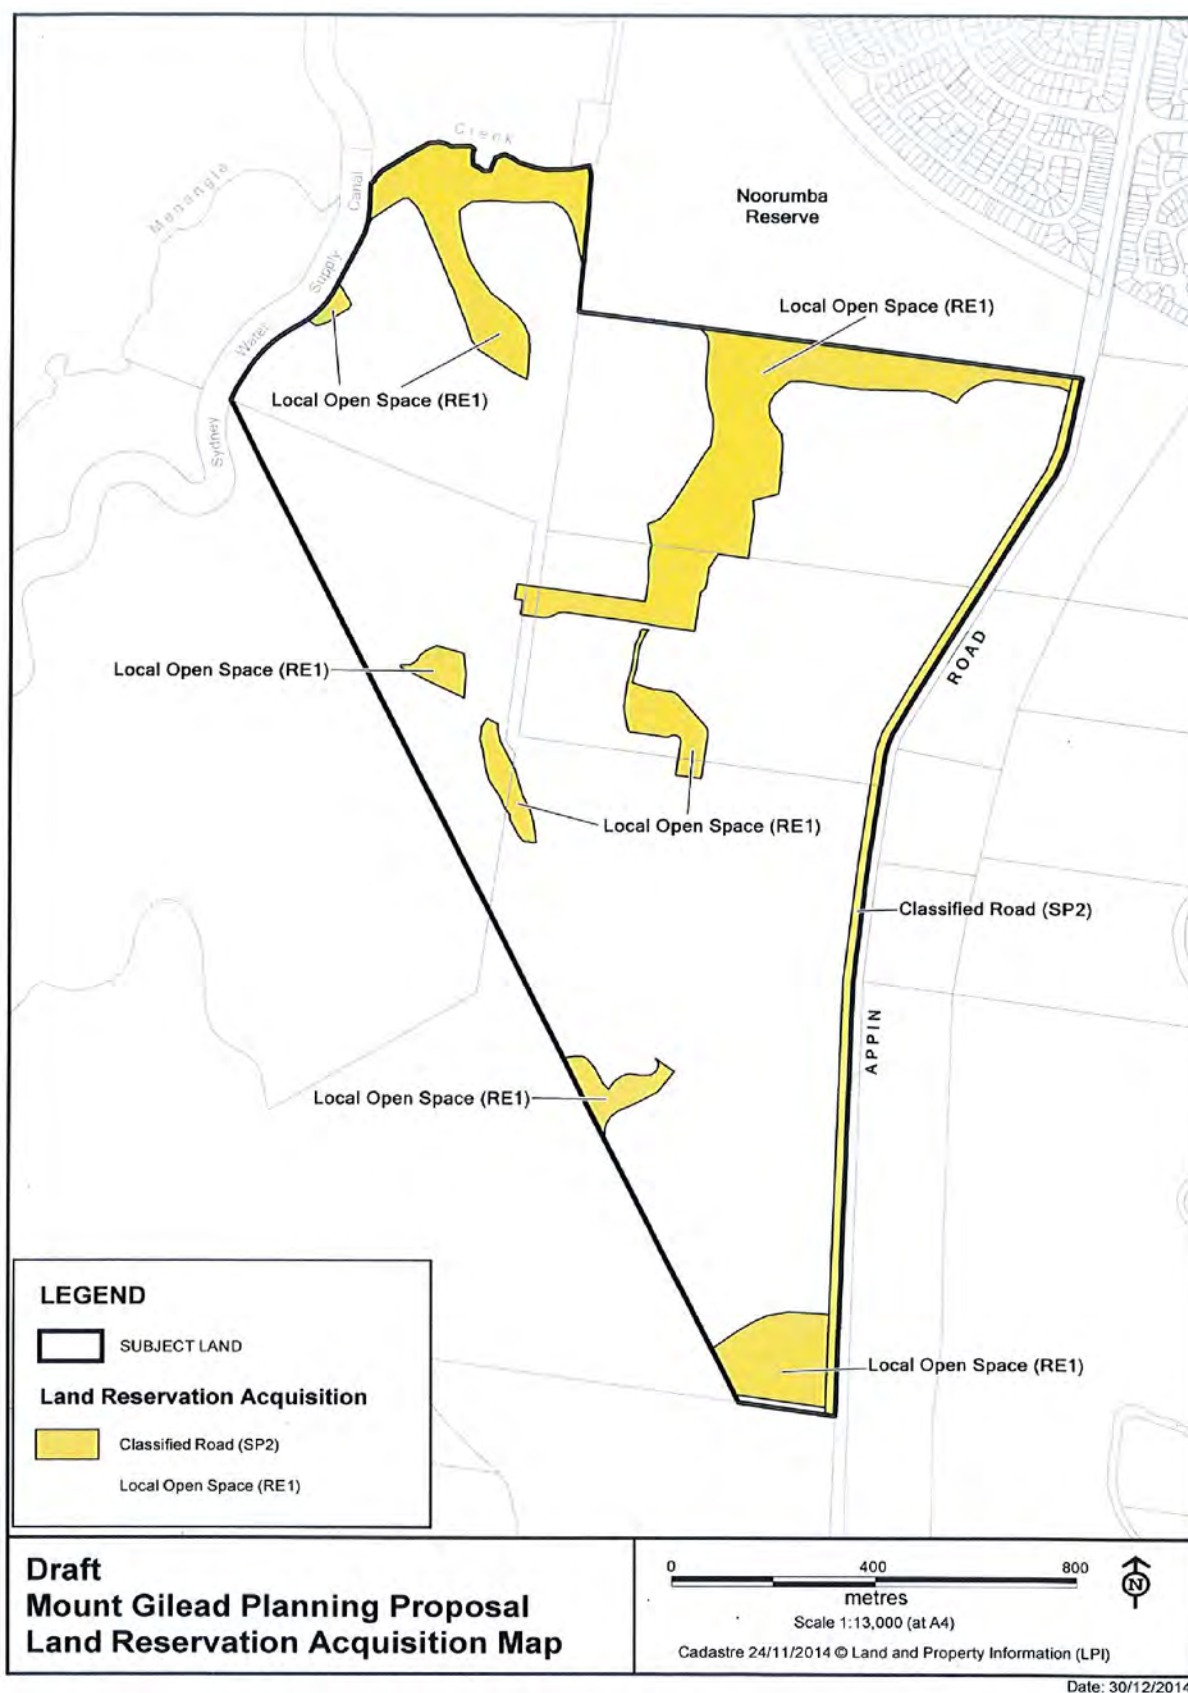 Creek
Menangle
Canal
Supply
Water
Sydney
Noorumba
Reserve
Local Open Space (RE1)
Local Open Space (RE1)
Local Open Space (RE1)
ROAD
Local Open Space (RE1)
Classified Road (SP2)
APPIN
Local Open Space (RE1)
Local Open Space (RE1)
LEGEND
SUBJECT LAND
Land Reservation Acquisition
Classified Road (SP2)
Local Open Space (RE1)
Draft
Mount Gilead Planning Proposal
Land Reservation Acquisition Map
0 400 800
metres
Scale 1:13,000 (at A4)
Cadastre 24/11/2014 © Land and Property Information (LPI)
N
Date: 30/12/2014